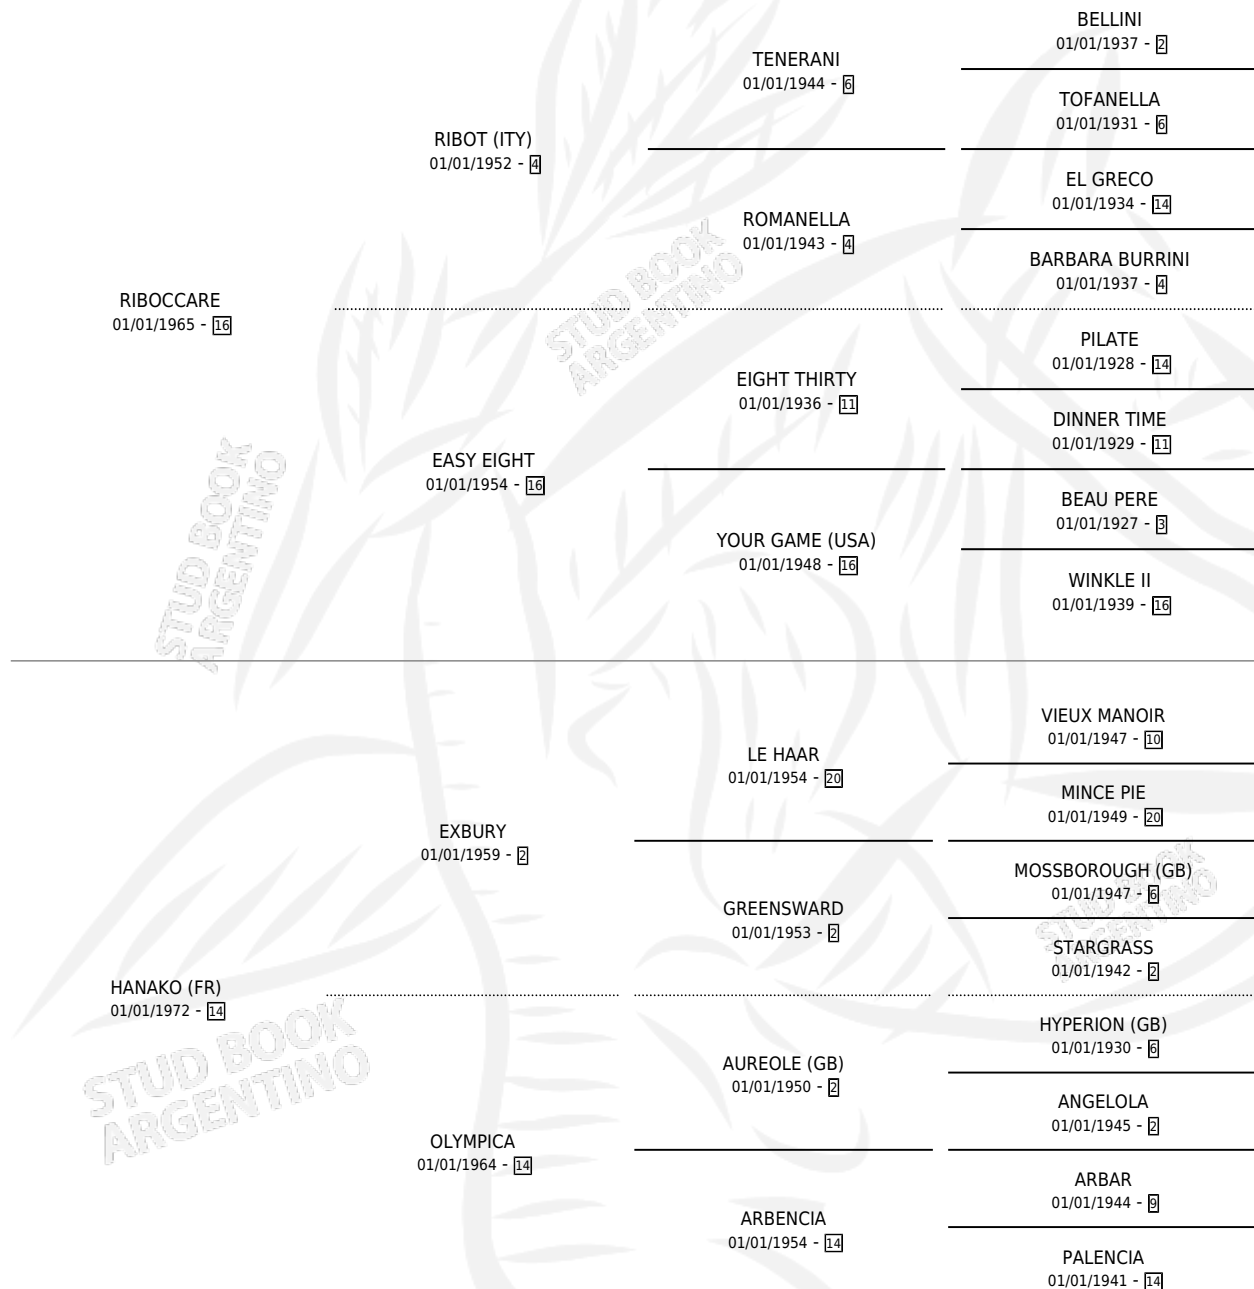 BELLINI
01/01/1937 - 2
TENERANI
01/01/1944 - 6
TOFANELLA
01/01/1931 - 6
RIBOT (ITY)
01/01/1952 - 4
EL GRECO
01/01/1934 - 14
ROMANELLA
01/01/1943 - 4
BARBARA BURRINI
01/01/1937 - 4
RIBOCCARE
01/01/1965 - 16
STUD BOOK
ARGENTINO
PILATE
01/01/1928 - 14
EIGHT THIRTY
01/01/1936 - 11
DINNER TIME
01/01/1929 - 11
EASY EIGHT
01/01/1954 - 16
BEAU PERE
01/01/1927 - 3
YOUR GAME (USA)
01/01/1948 - 16
WINKLE II
01/01/1939 - 16
STUD BOOK
ARGENTINO
VIEUX MANOIR
01/01/1947 - 10
LE HAAR
01/01/1954 - 20
MINCE PIE
01/01/1949 - 20
EXBURY
01/01/1959 - 2
MOSSBOROUGH (GB)
01/01/1947 - 6
GREENSWARD
01/01/1953 - 2
STARGRASS
01/01/1942 - 2
STUD BOOK
ARGENTINO
HANAKO (FR)
01/01/1972 - 14
HYPERION (GB)
01/01/1930 - 6
AUREOLE (GB)
01/01/1950 - 2
ANGELOLA
01/01/1945 - 2
STUD BOOK
ARGENTINO
OLYMPICA
01/01/1964 - 14
ARBAR
01/01/1944 - 9
ARBENCIA
01/01/1954 - 14
PALENCIA
01/01/1941 - 14